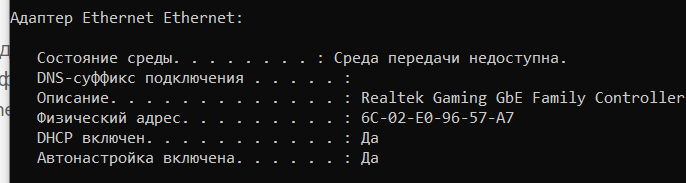 Адаптер Ethernet Ethernet:
Состояние среды. . . . . . . . : Среда передачи недоступна.
DNS-суффикс подключения . . . . . :
Описание. . . . . . . . . . . . . : Realtek Gaming GbE Family Controller
Физический адрес. . . . . . . . . : 6C-02-E0-96-57-A7
DHCP включен. . . . . . . . . . . : Да
Автонастройка включена. . . . . . : Да